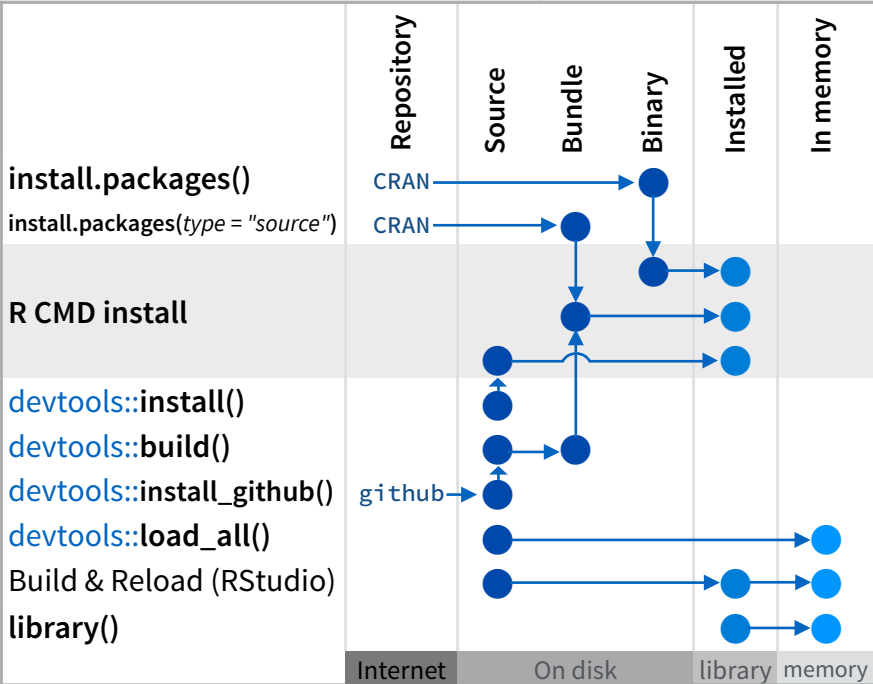 Repository
Source
Bundle
Binary
Installed
In memory
install.packages()
CRAN
install.packages(type = "source")
CRAN
R CMD install
devtools::install()
devtools::build()
devtools::install_github()
github
devtools::load_all()
Build & Reload (RStudio)
library()
Internet
On disk
library
memory